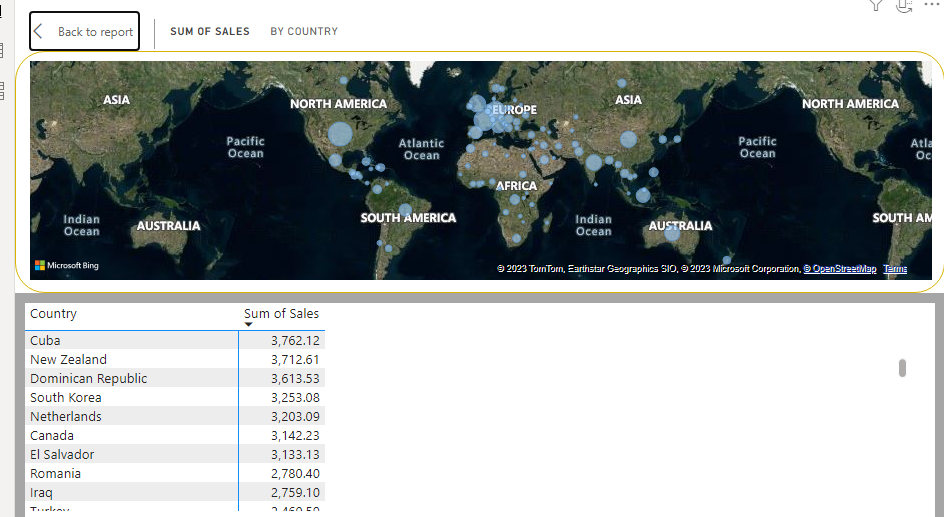 Back to report
SUM OF SALES
BY COUNTRY
ASIA
NORTH AMERICA
EUROPE
ASIA
NORTH AMERICA
Pacific
Ocean
Atlantic
Ocean
Pacific
Ocean
AFRICA
Indian
Ocean
AUSTRALIA
SOUTH AMERICA
Indian
Ocean
AUSTRALIA
SOUTH AM
Microsoft Bing
© 2023 TomTom, Earthstar Geographics SIO, © 2023 Microsoft Corporation, © OpenStreetMap Terms
Country Sum of Sales
Cuba 3,762.12
New Zealand 3,712.61
Dominican Republic 3,613.53
South Korea 3,253.08
Netherlands 3,203.09
Canada 3,142.23
El Salvador 3,133.13
Romania 2,780.40
Iraq 2,759.10
Turkey